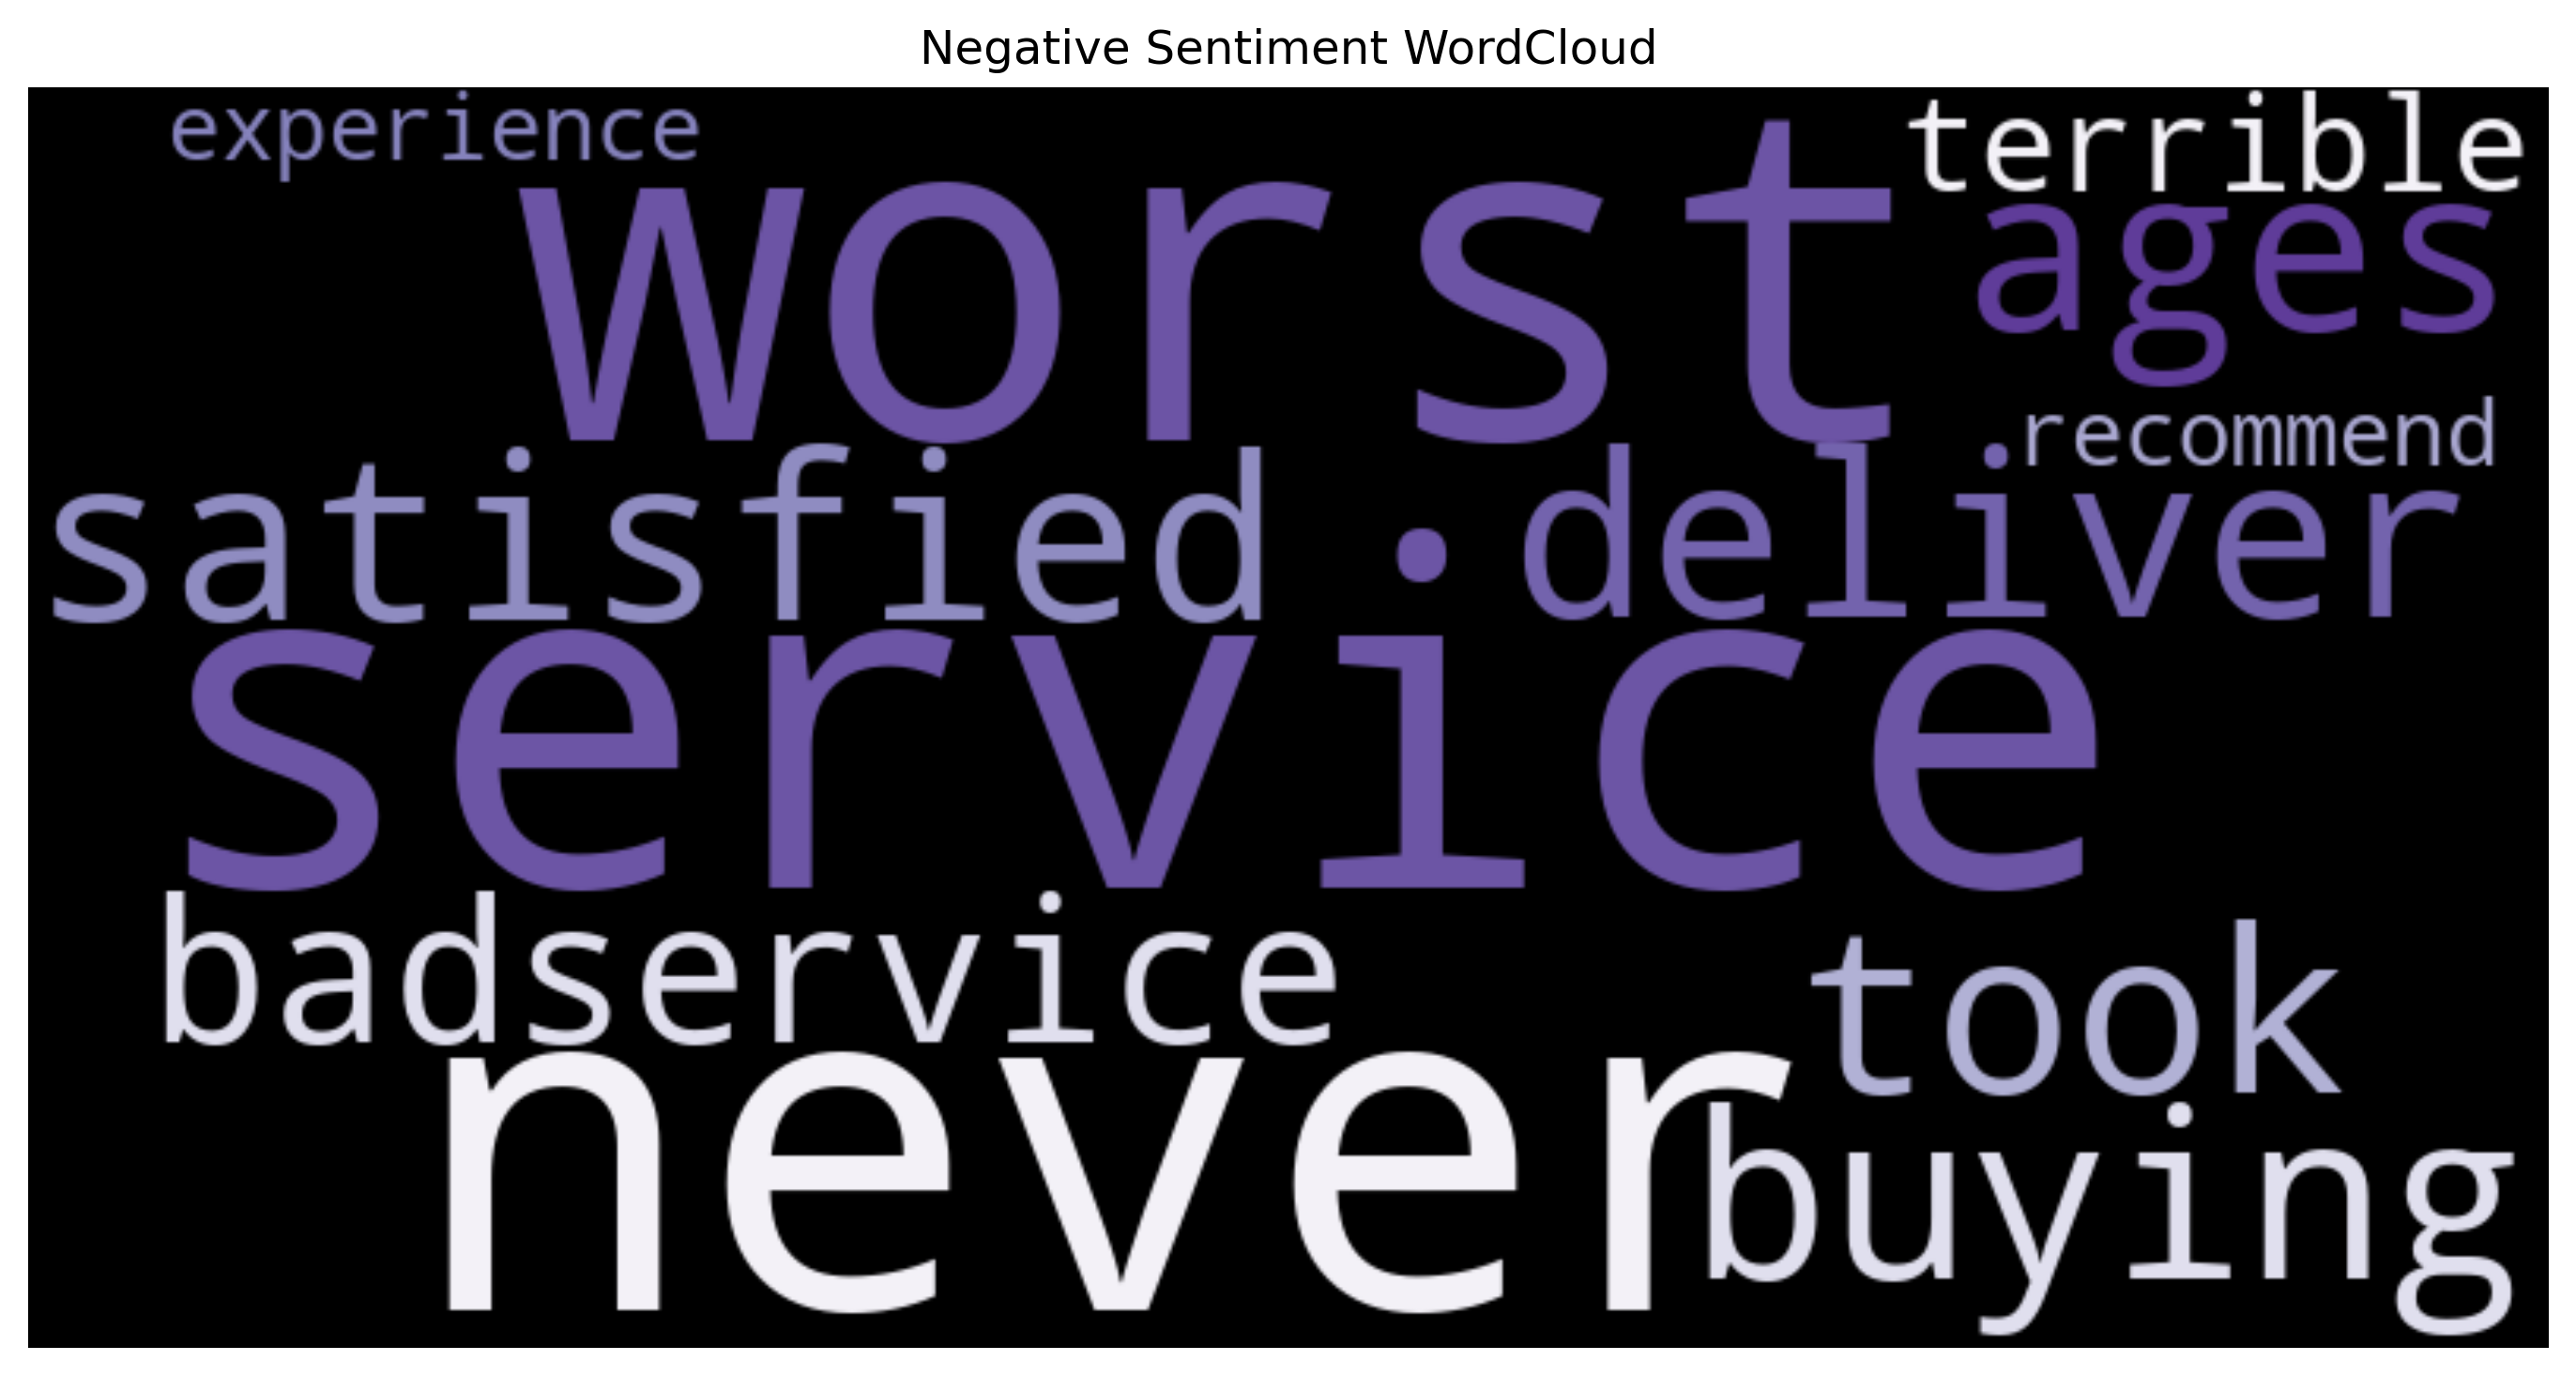 Negative Sentiment WordCloud
experience
terrible
Worst
ages
recommend
satisfied
deliver
service
badservice
took
never
buying